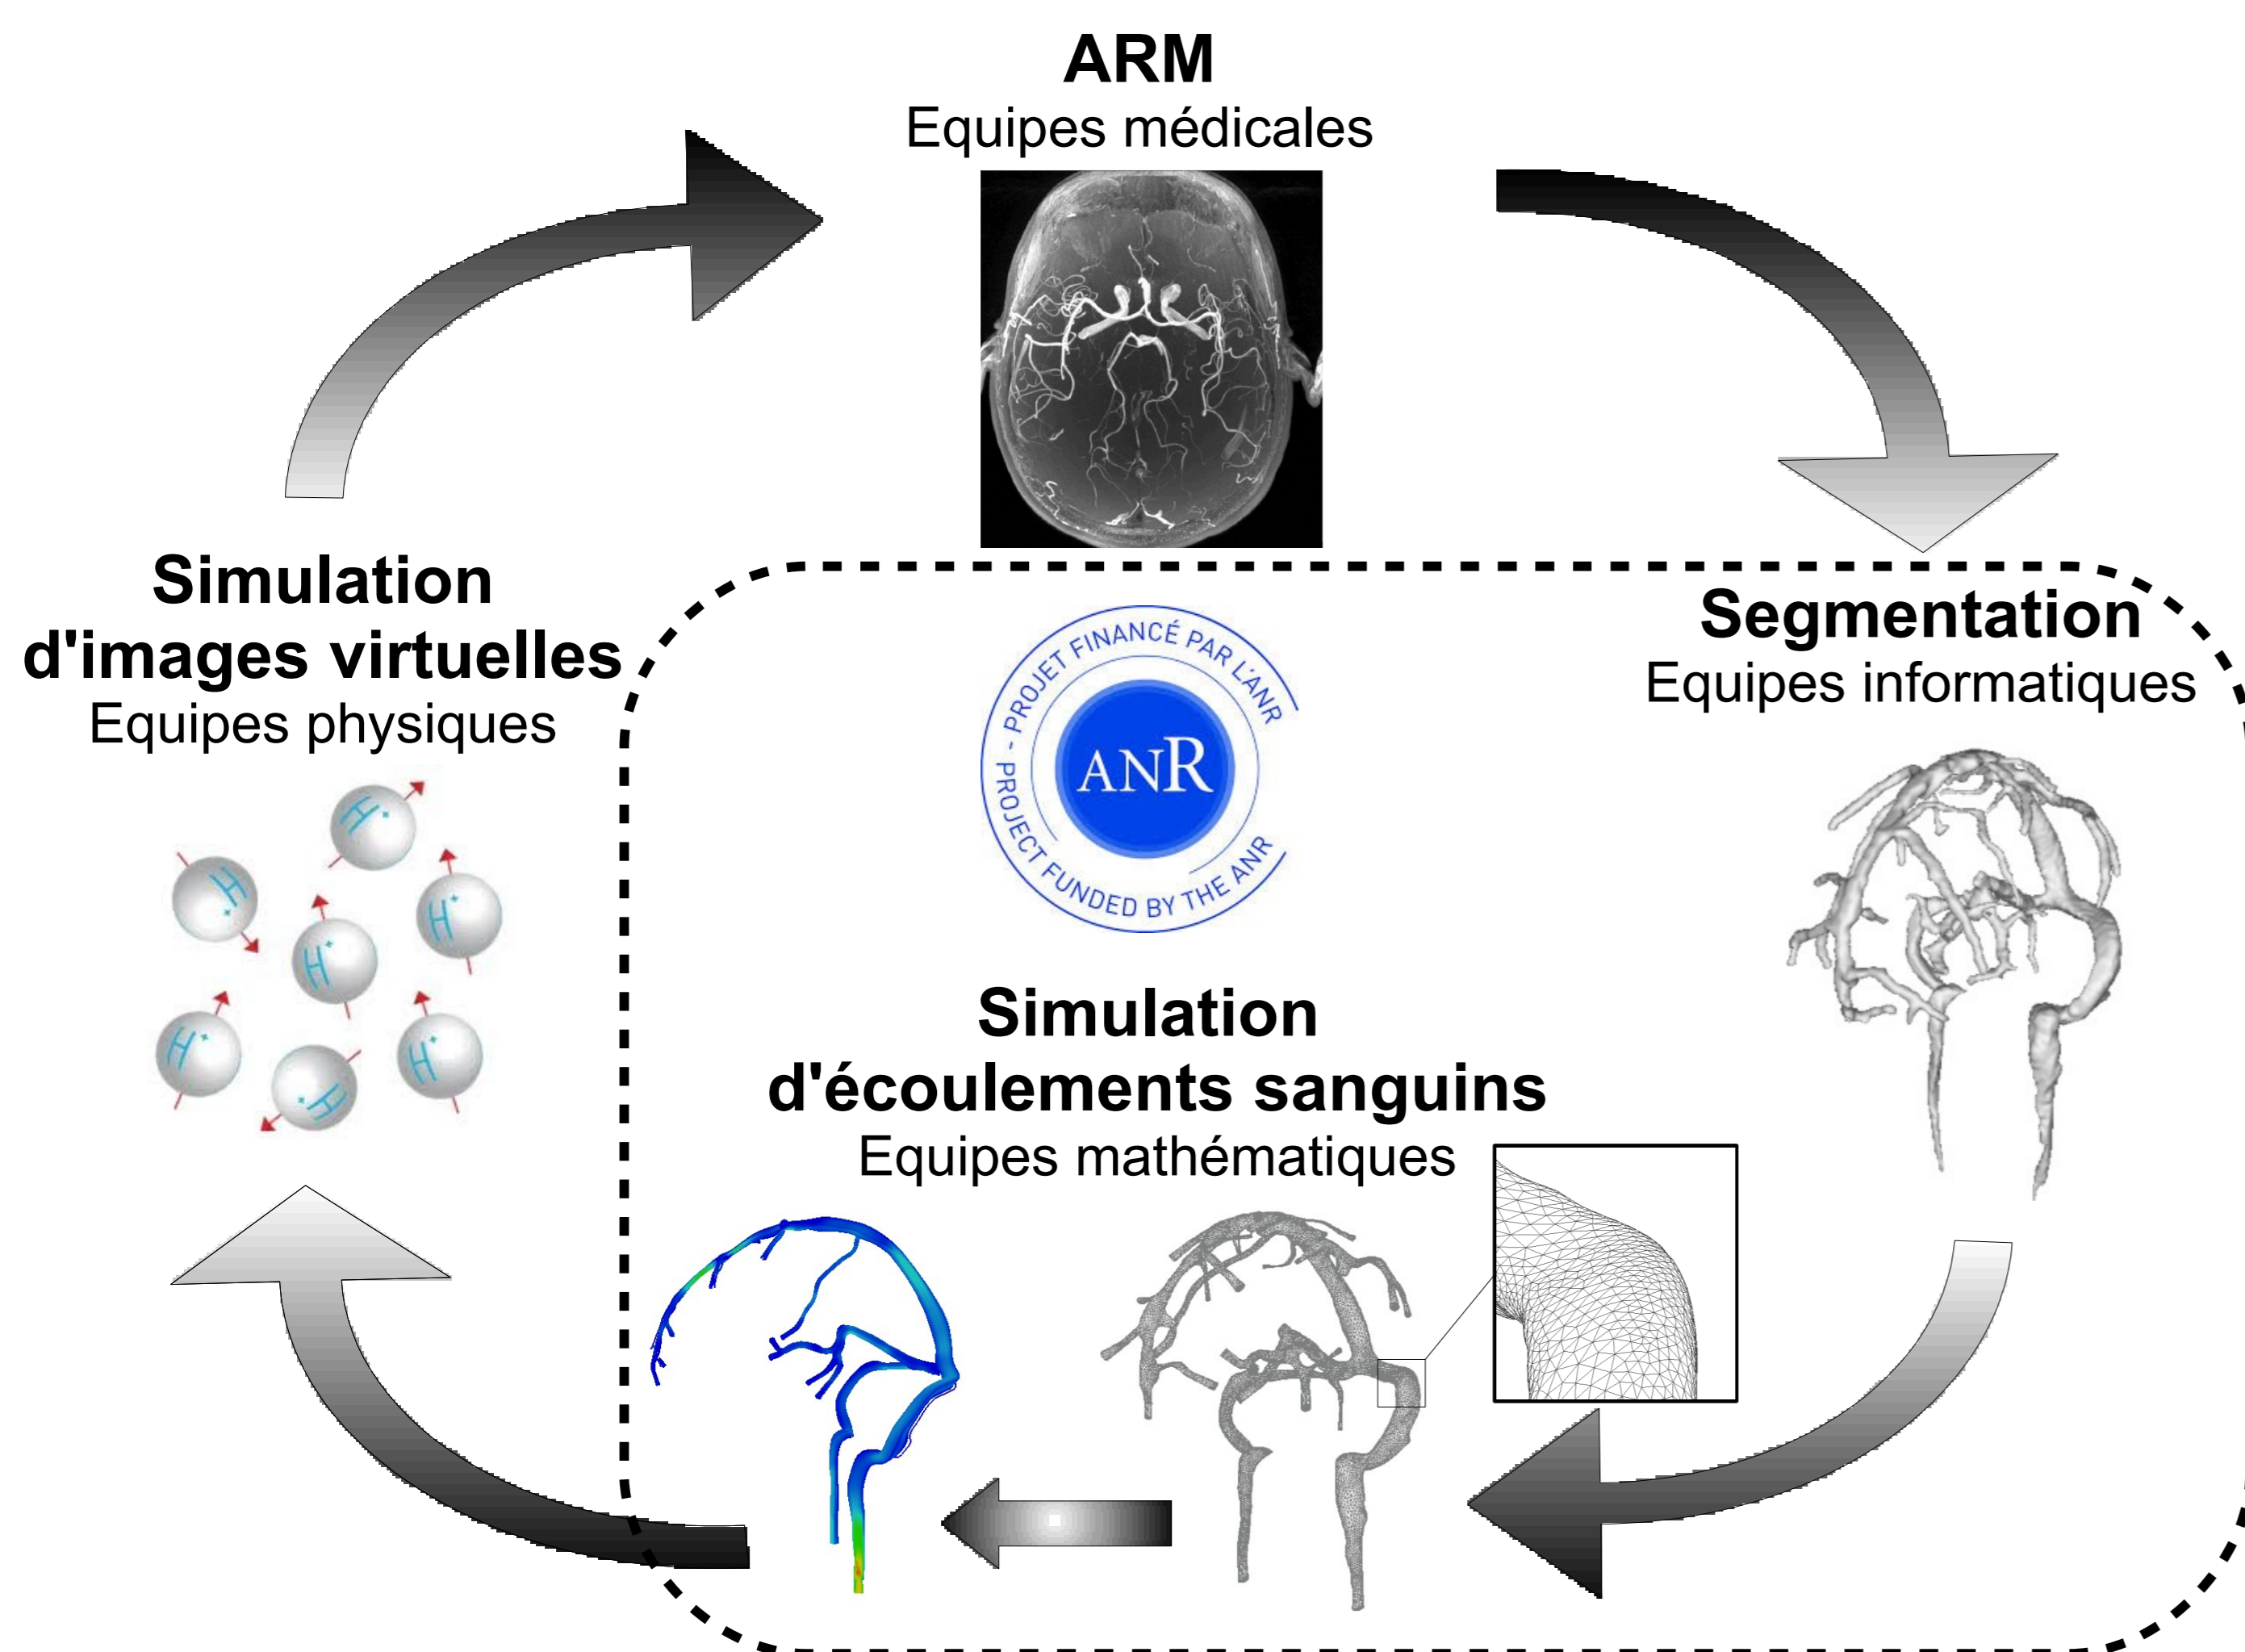 ARM
Equipes médicales
Simulation
d'images virtuelles
Equipes physiques
Segmentation
Equipes informatiques
- PROJET FINANCÉ PAR L'ANR
ANR
- PROJECT FUNDED BY THE ANR
Simulation
d'écoulements sanguins
Equipes mathématiques
H+
H+
H+
H+
H+
H+
H+